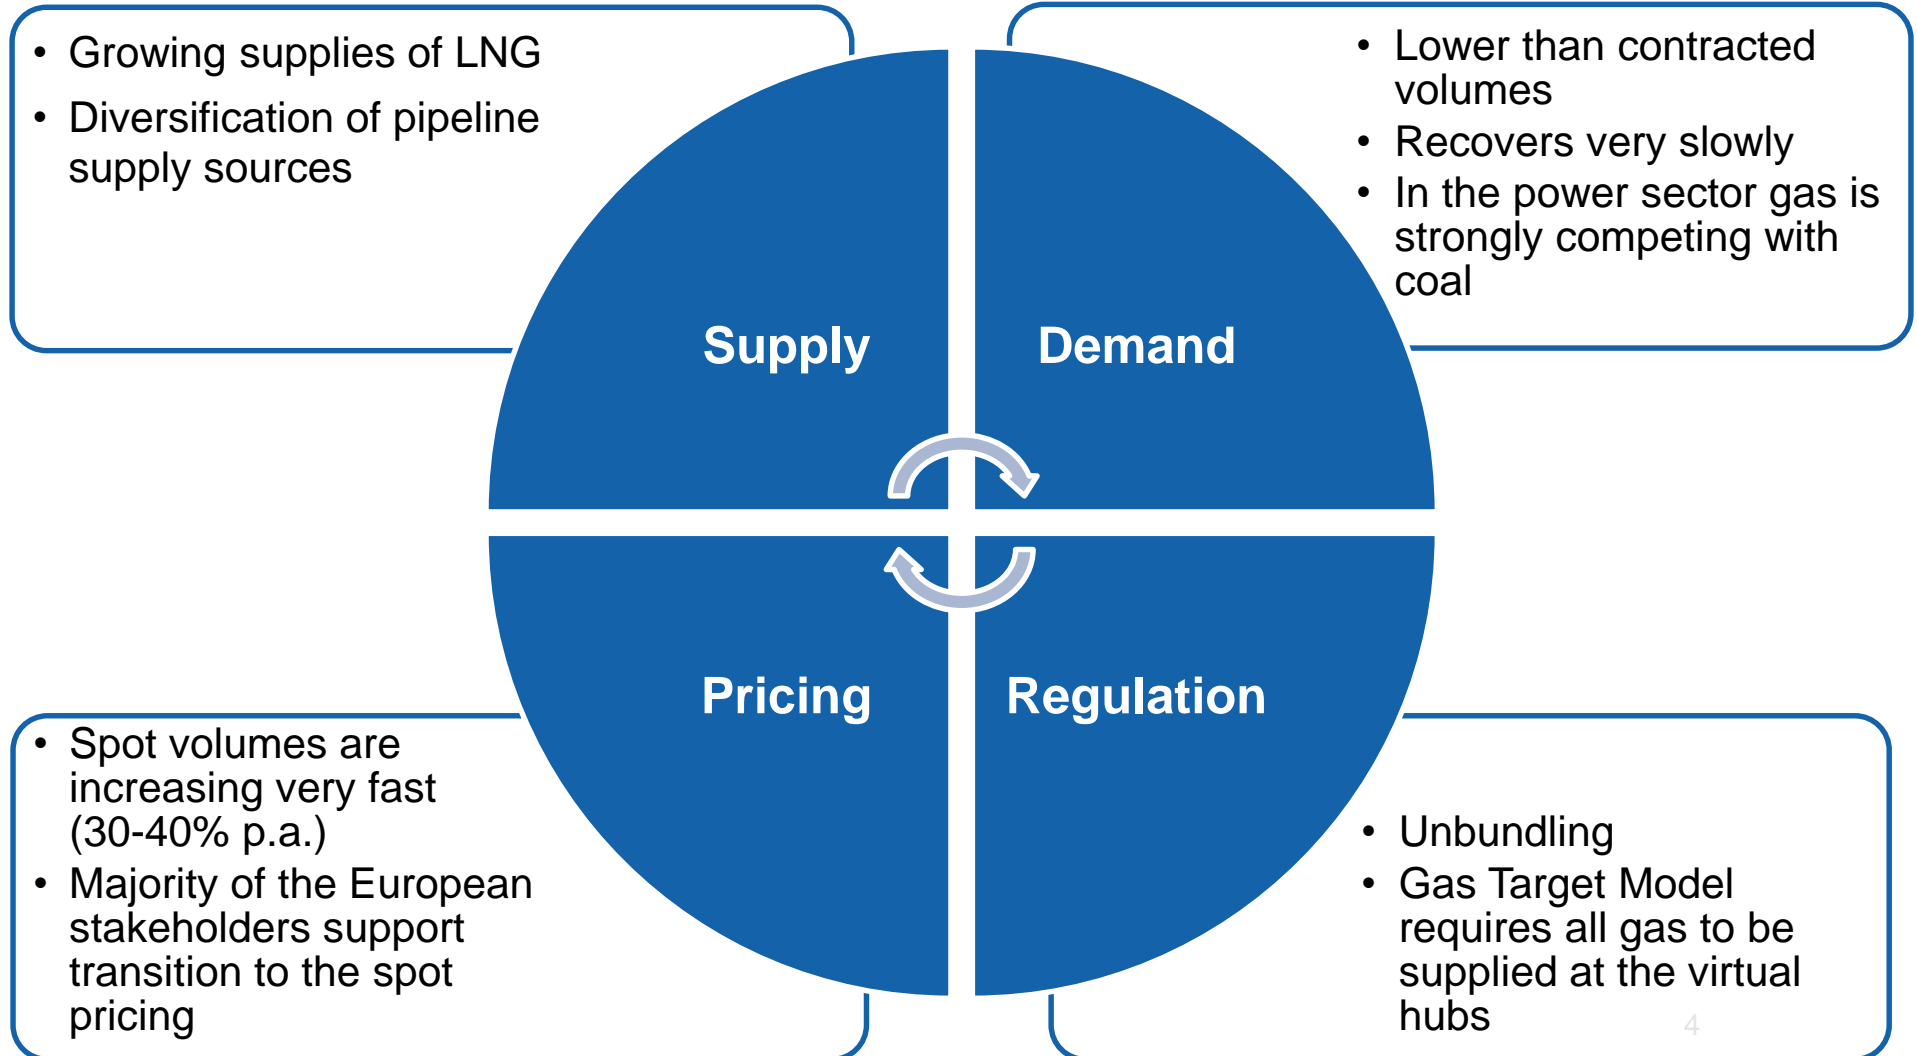 • Growing supplies of LNG
• Diversification of pipeline
supply sources
• Lower than contracted
volumes
• Recovers very slowly
• In the power sector gas is
strongly competing with
coal
Supply
Demand
Pricing
Regulation
• Spot volumes are
increasing very fast
(30-40% p.a.)
• Majority of the European
stakeholders support
transition to the spot
pricing
• Unbundling
• Gas Target Model
requires all gas to be
supplied at the virtual
hubs
4